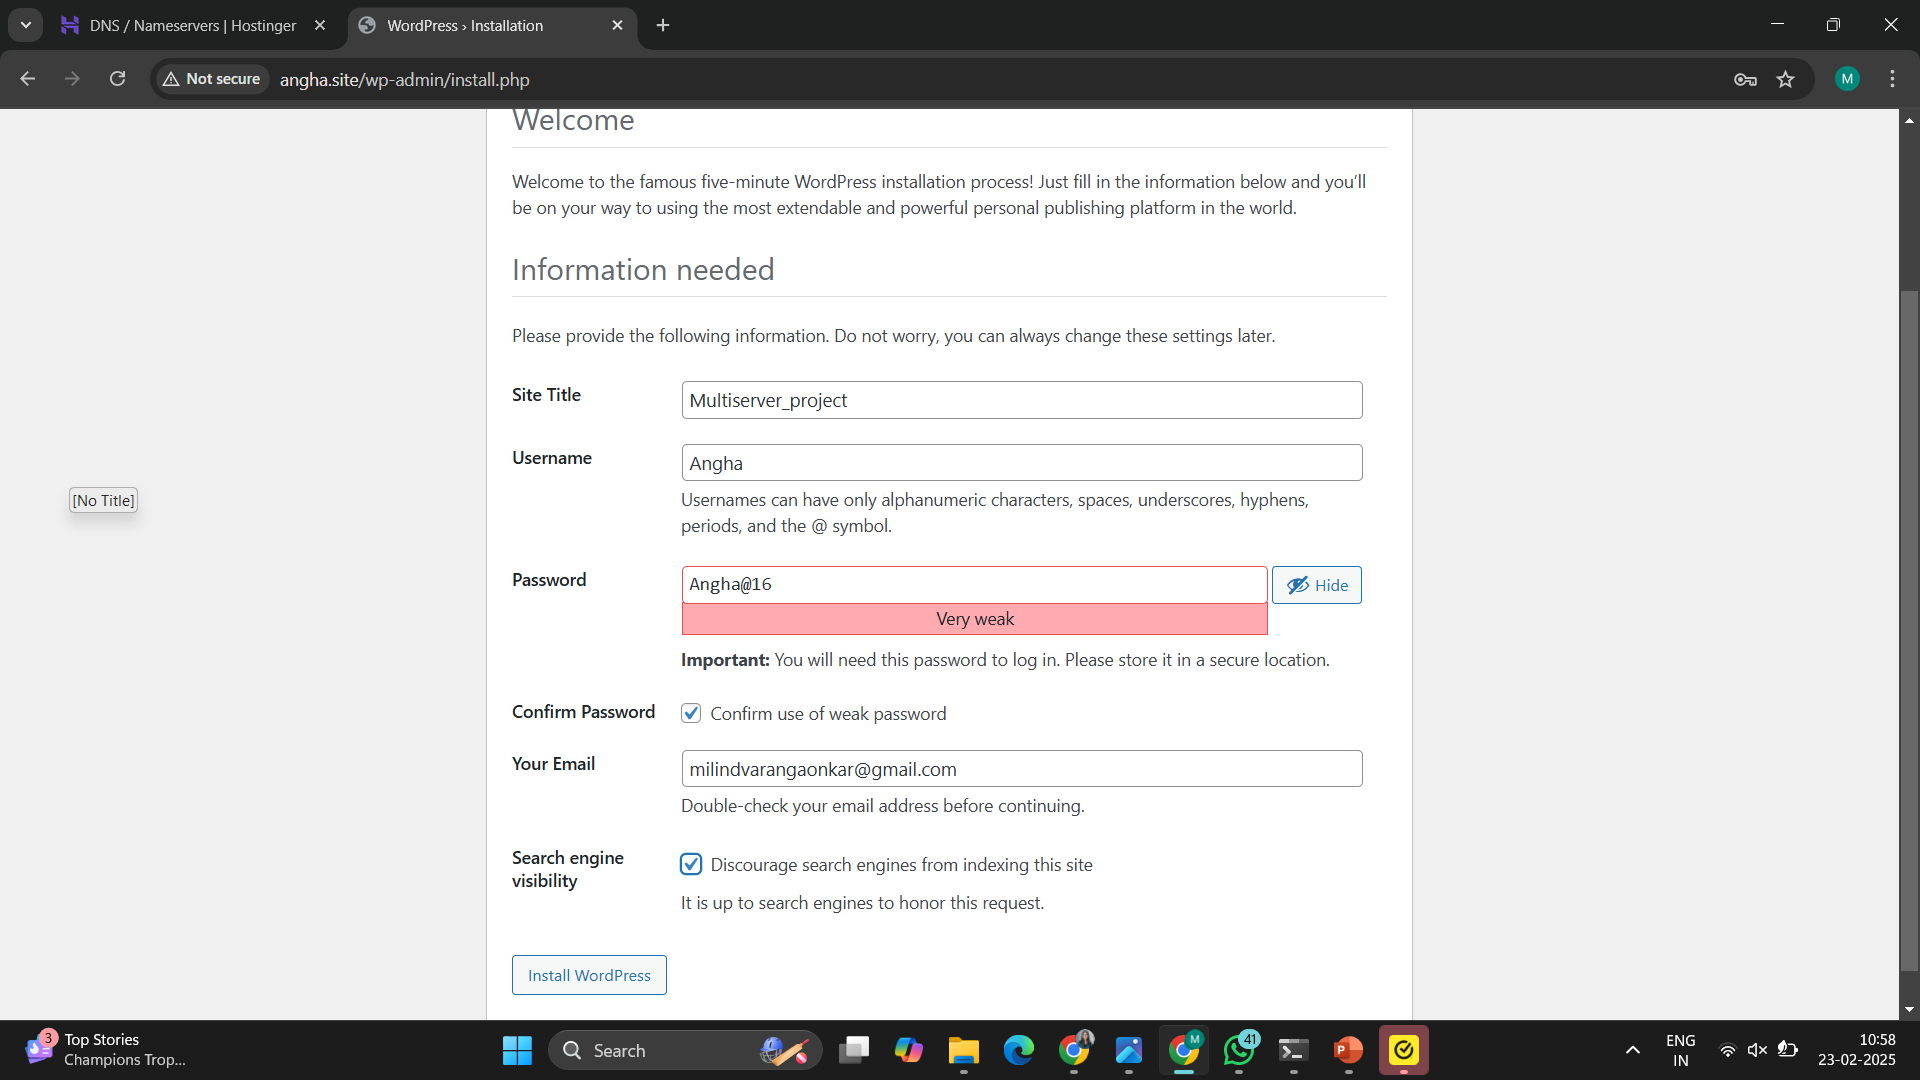 DNS / Nameservers | Hostinger
WordPress › Installation
Not secure
angha.site/wp-admin/install.php
M
Welcome
Welcome to the famous five-minute WordPress installation process! Just fill in the information below and you’ll
be on your way to using the most extendable and powerful personal publishing platform in the world.
Information needed
Please provide the following information. Do not worry, you can always change these settings later.
Site Title
Multiserver_project
Username
Angha
Usernames can have only alphanumeric characters, spaces, underscores, hyphens,
periods, and the @ symbol.
[No Title]
Password
Angha@16
Hide
Very weak
Important: You will need this password to log in. Please store it in a secure location.
Confirm Password
Confirm use of weak password
Your Email
milindvarangaonkar@gmail.com
Double-check your email address before continuing.
Search engine
visibility
Discourage search engines from indexing this site
It is up to search engines to honor this request.
Install WordPress
3
Top Stories
Champions Trop...
Search
M
41
P
ENG
IN
10:58
23-02-2025